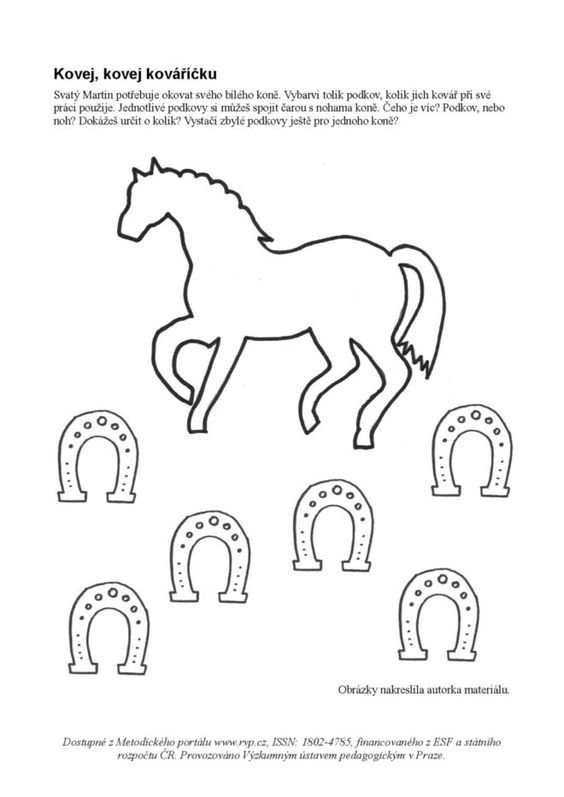 Kovej, kovej kováříčku
Svatý Martin potřebuje okovat svého bílého koně. Vybarvi tolik podkov, kolik jich kovář při své
práci použije. Jednotlivé podkovy si můžeš spojit čarou s nohama koně. Čeho je víc? Podkov, nebo
noh? Dokážeš určit o kolik? Vystačí zbylé podkovy ještě pro jednoho koně?
Obrázky nakreslila autorka materiálu.
Dostupné z Metodického portálu www.rvp.cz, ISSN: 1802-4785, financovaného z ESF a státního
rozpočtu ČR. Provozováno Výzkumným ústavem pedagogickým v Praze.